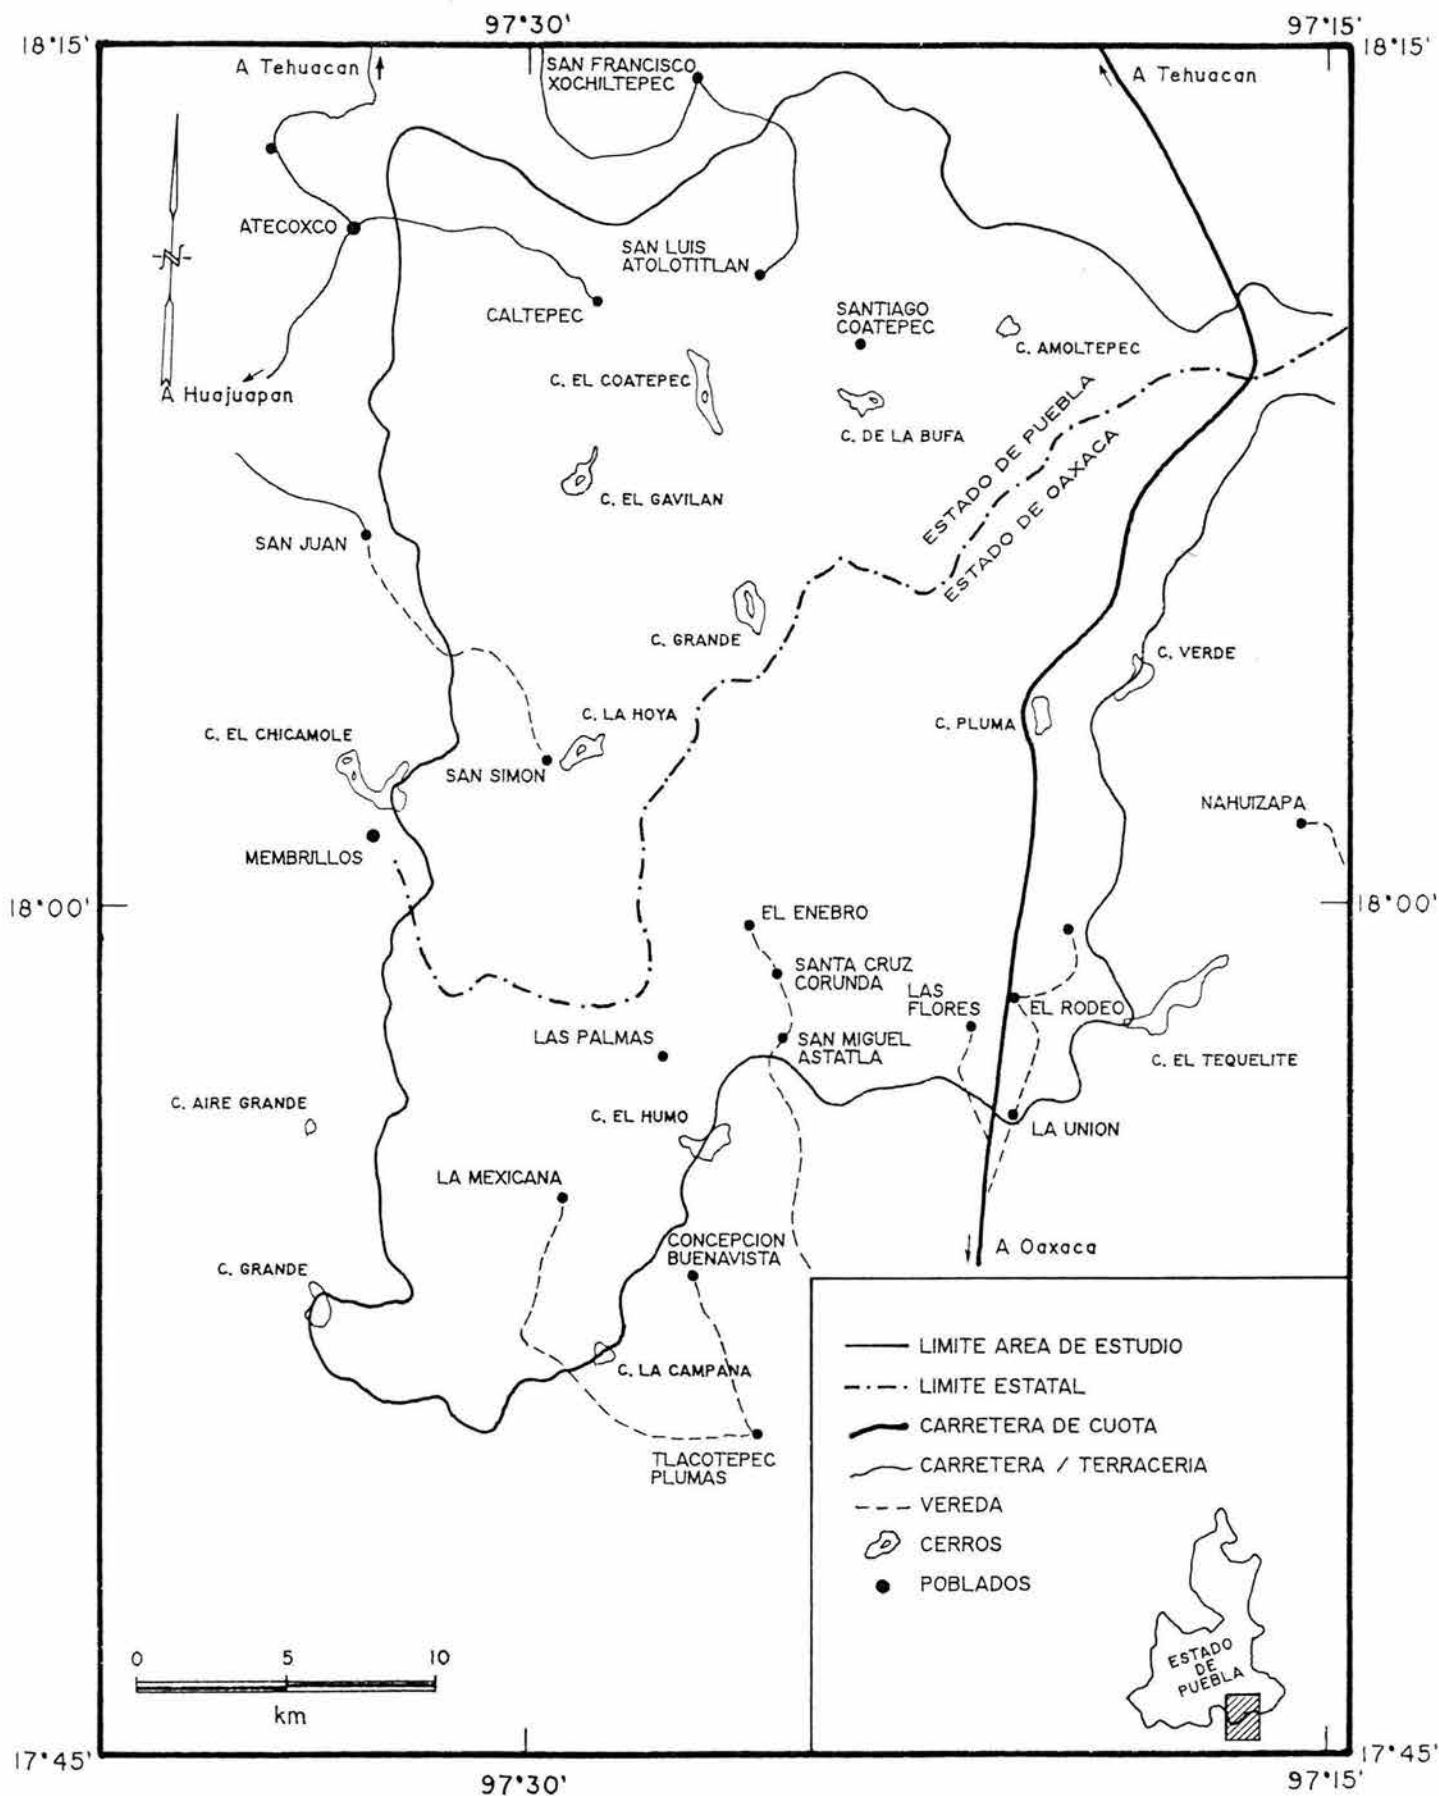 97°30'
97°15'
18°15'
18°15'
A Tehuacan
SAN FRANCISCO
XOCHILTEPEC
A Tehuacan
N
ATECOXCO
SAN LUIS
ATOLOTITLAN
CALTEPEC
SANTIAGO
COATEPEC
C. AMOLTEPEC
C. EL COATEPEC
A Huajuapan
C. DE LA BUFA
ESTADO DE PUEBLA
ESTADO DE OAXACA
C. EL GAVILAN
SAN JUAN
C. GRANDE
C. VERDE
C. LA HOYA
C. PLUMA
C. EL CHICAMOLE
SAN SIMON
NAHUIZAPA
MEMBRILLOS
18°00'
18°00'
EL ENEBRO
SANTA CRUZ
CORUNDA
LAS
FLORES
EL RODEO
LAS PALMAS
SAN MIGUEL
ASTATLA
C. EL TEQUELITE
C. AIRE GRANDE
C. EL HUMO
LA UNION
LA MEXICANA
CONCEPCION
BUENAVISTA
A Oaxaca
C. GRANDE
C. LA CAMPANA
TLACOTEPEC
PLUMAS
LIMITE AREA DE ESTUDIO
LIMITE ESTATAL
CARRETERA DE CUOTA
CARRETERA / TERRACERIA
VEREDA
CERROS
POBLADOS
ESTADO
DE
PUEBLA
0 5 10
km
17°45'
17°45'
97°30'
97°15'